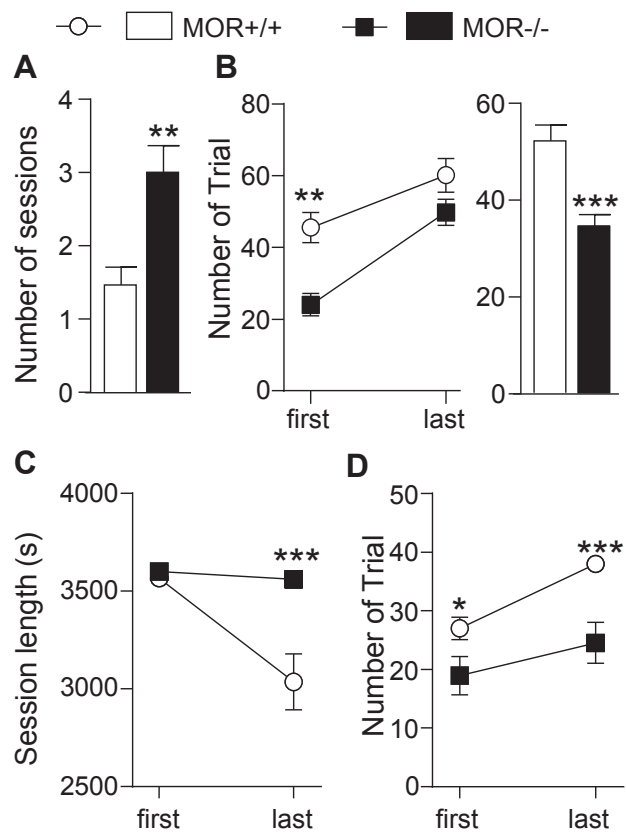 MOR+/+ MOR-/-
A
Number of sessions
4
3
2
1
0
**
B
Number of Trial
80
60
40
20
0
**
first last
60
40
20
0
***
C
Session length (s)
4000
3500
3000
2500
***
first last
D
Number of Trial
50
40
30
20
10
0
*
***
first last